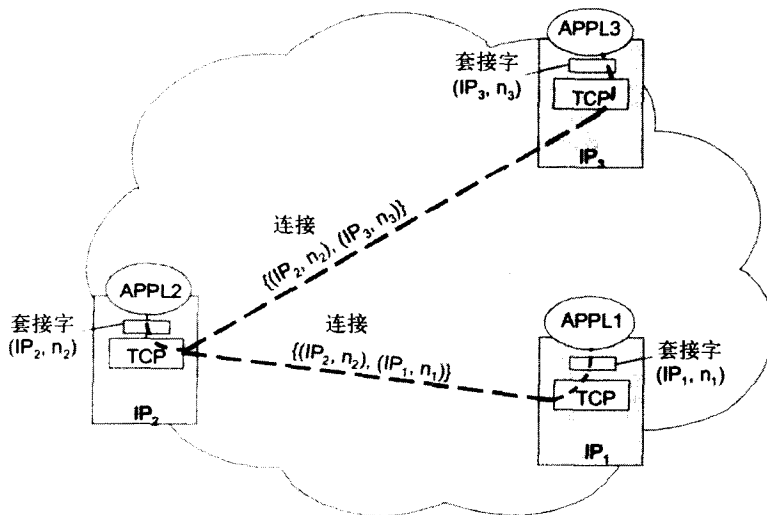 APPL3
套接字
(IP₃, n₃)
TCP
IP₃
连接
{(IP₂, n₂), (IP₃, n₃)}
APPL2
套接字
(IP₂, n₂)
TCP
IP₂
连接
{(IP₂, n₂), (IP₁, n₁)}
APPL1
套接字
(IP₁, n₁)
TCP
IP₁